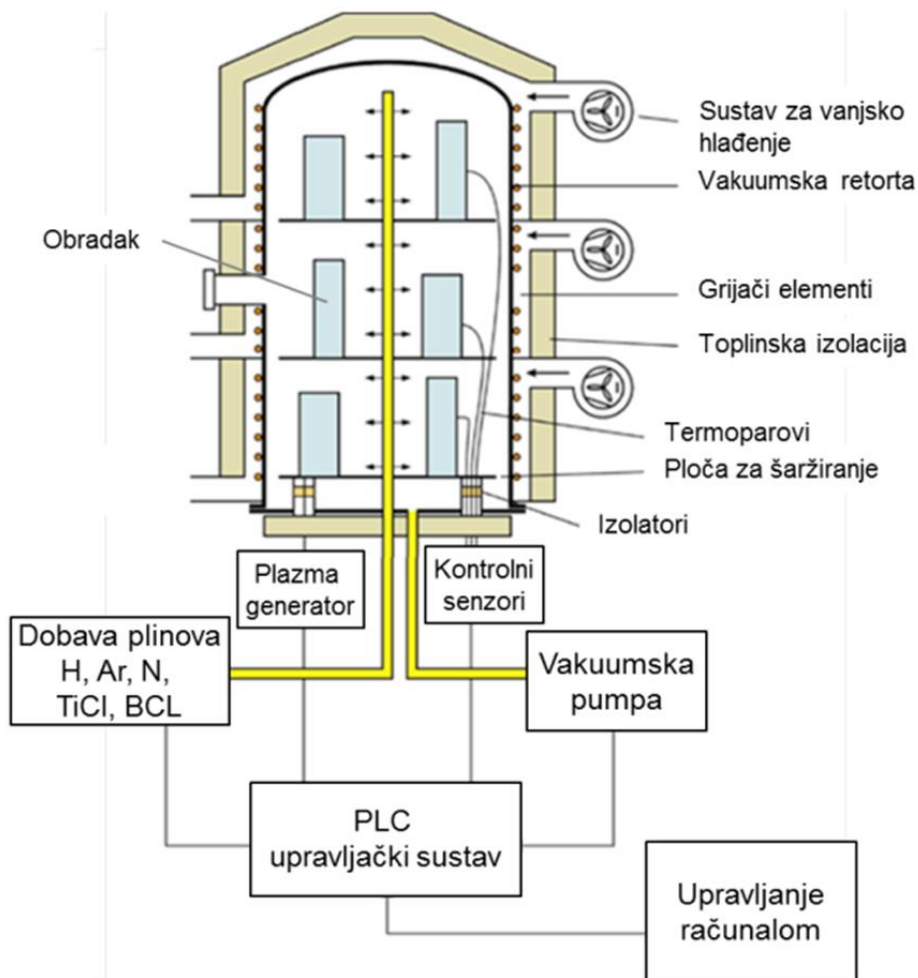 Sustav za vanjsko
hlađenje
Vakuumska retorta
Obradak
Grijači elementi
Toplinska izolacija
Termoparovi
Ploča za šaržiranje
Izolatori
Plazma
generator
Kontrolni
senzori
Dobava plinova
H, Ar, N,
TiCl, BCL
Vakuumska
pumpa
PLC
upravljački sustav
Upravljanje
računalom